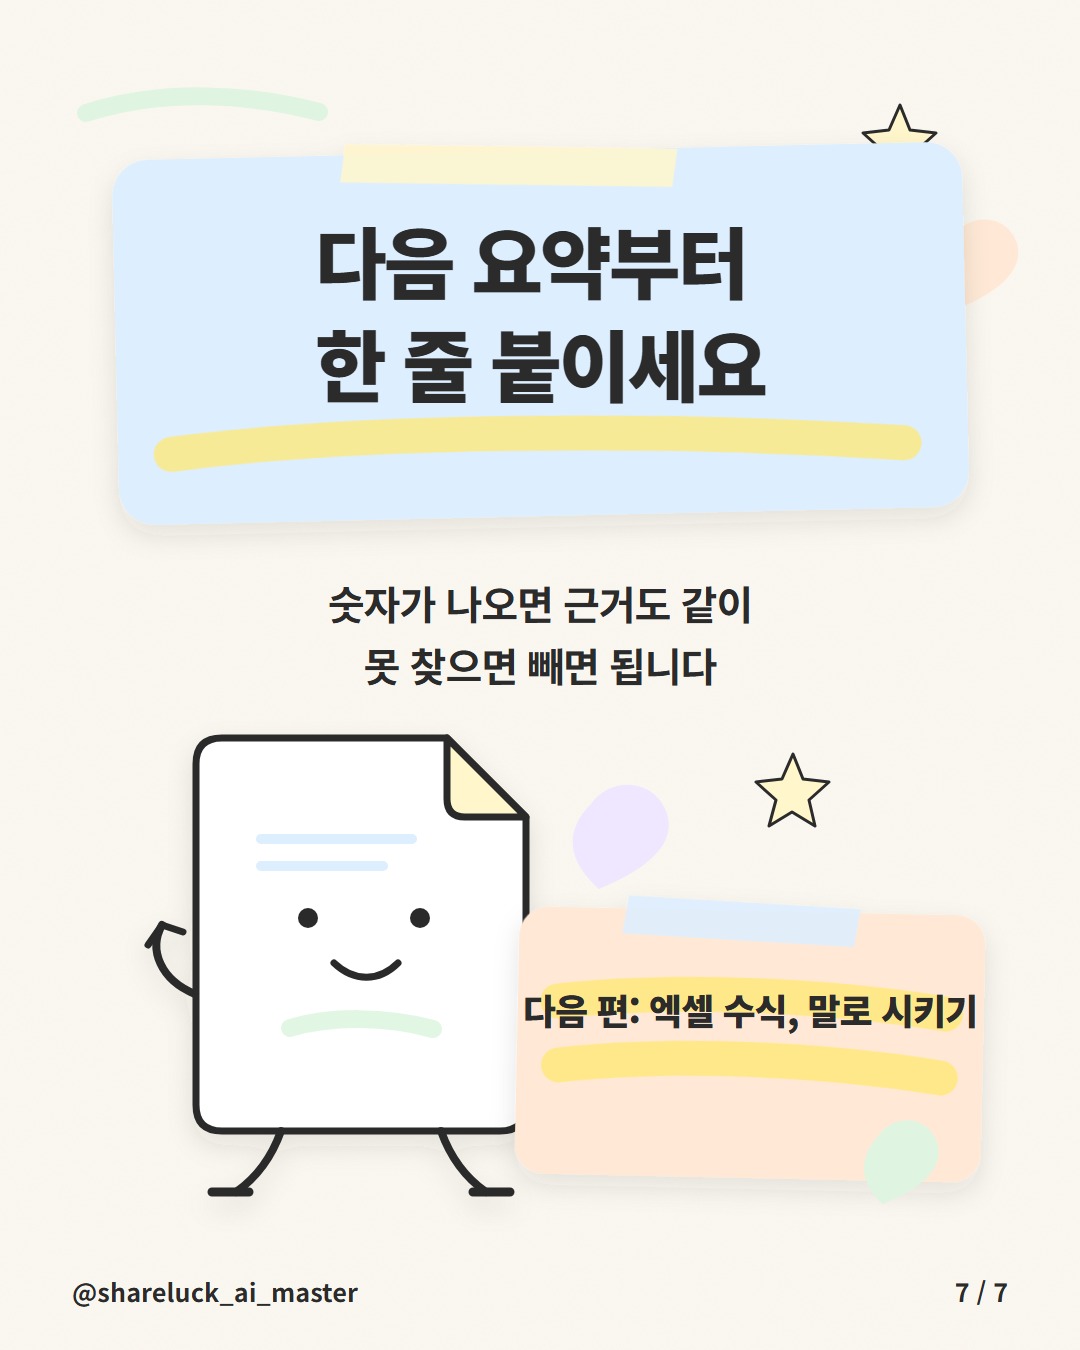 다음 요약부터
한 줄 붙이세요
숫자가 나오면 근거도 같이
못 찾으면 빼면 됩니다
다음 편: 엑셀 수식, 말로 시키기
@shareluck_ai_master
7 / 7